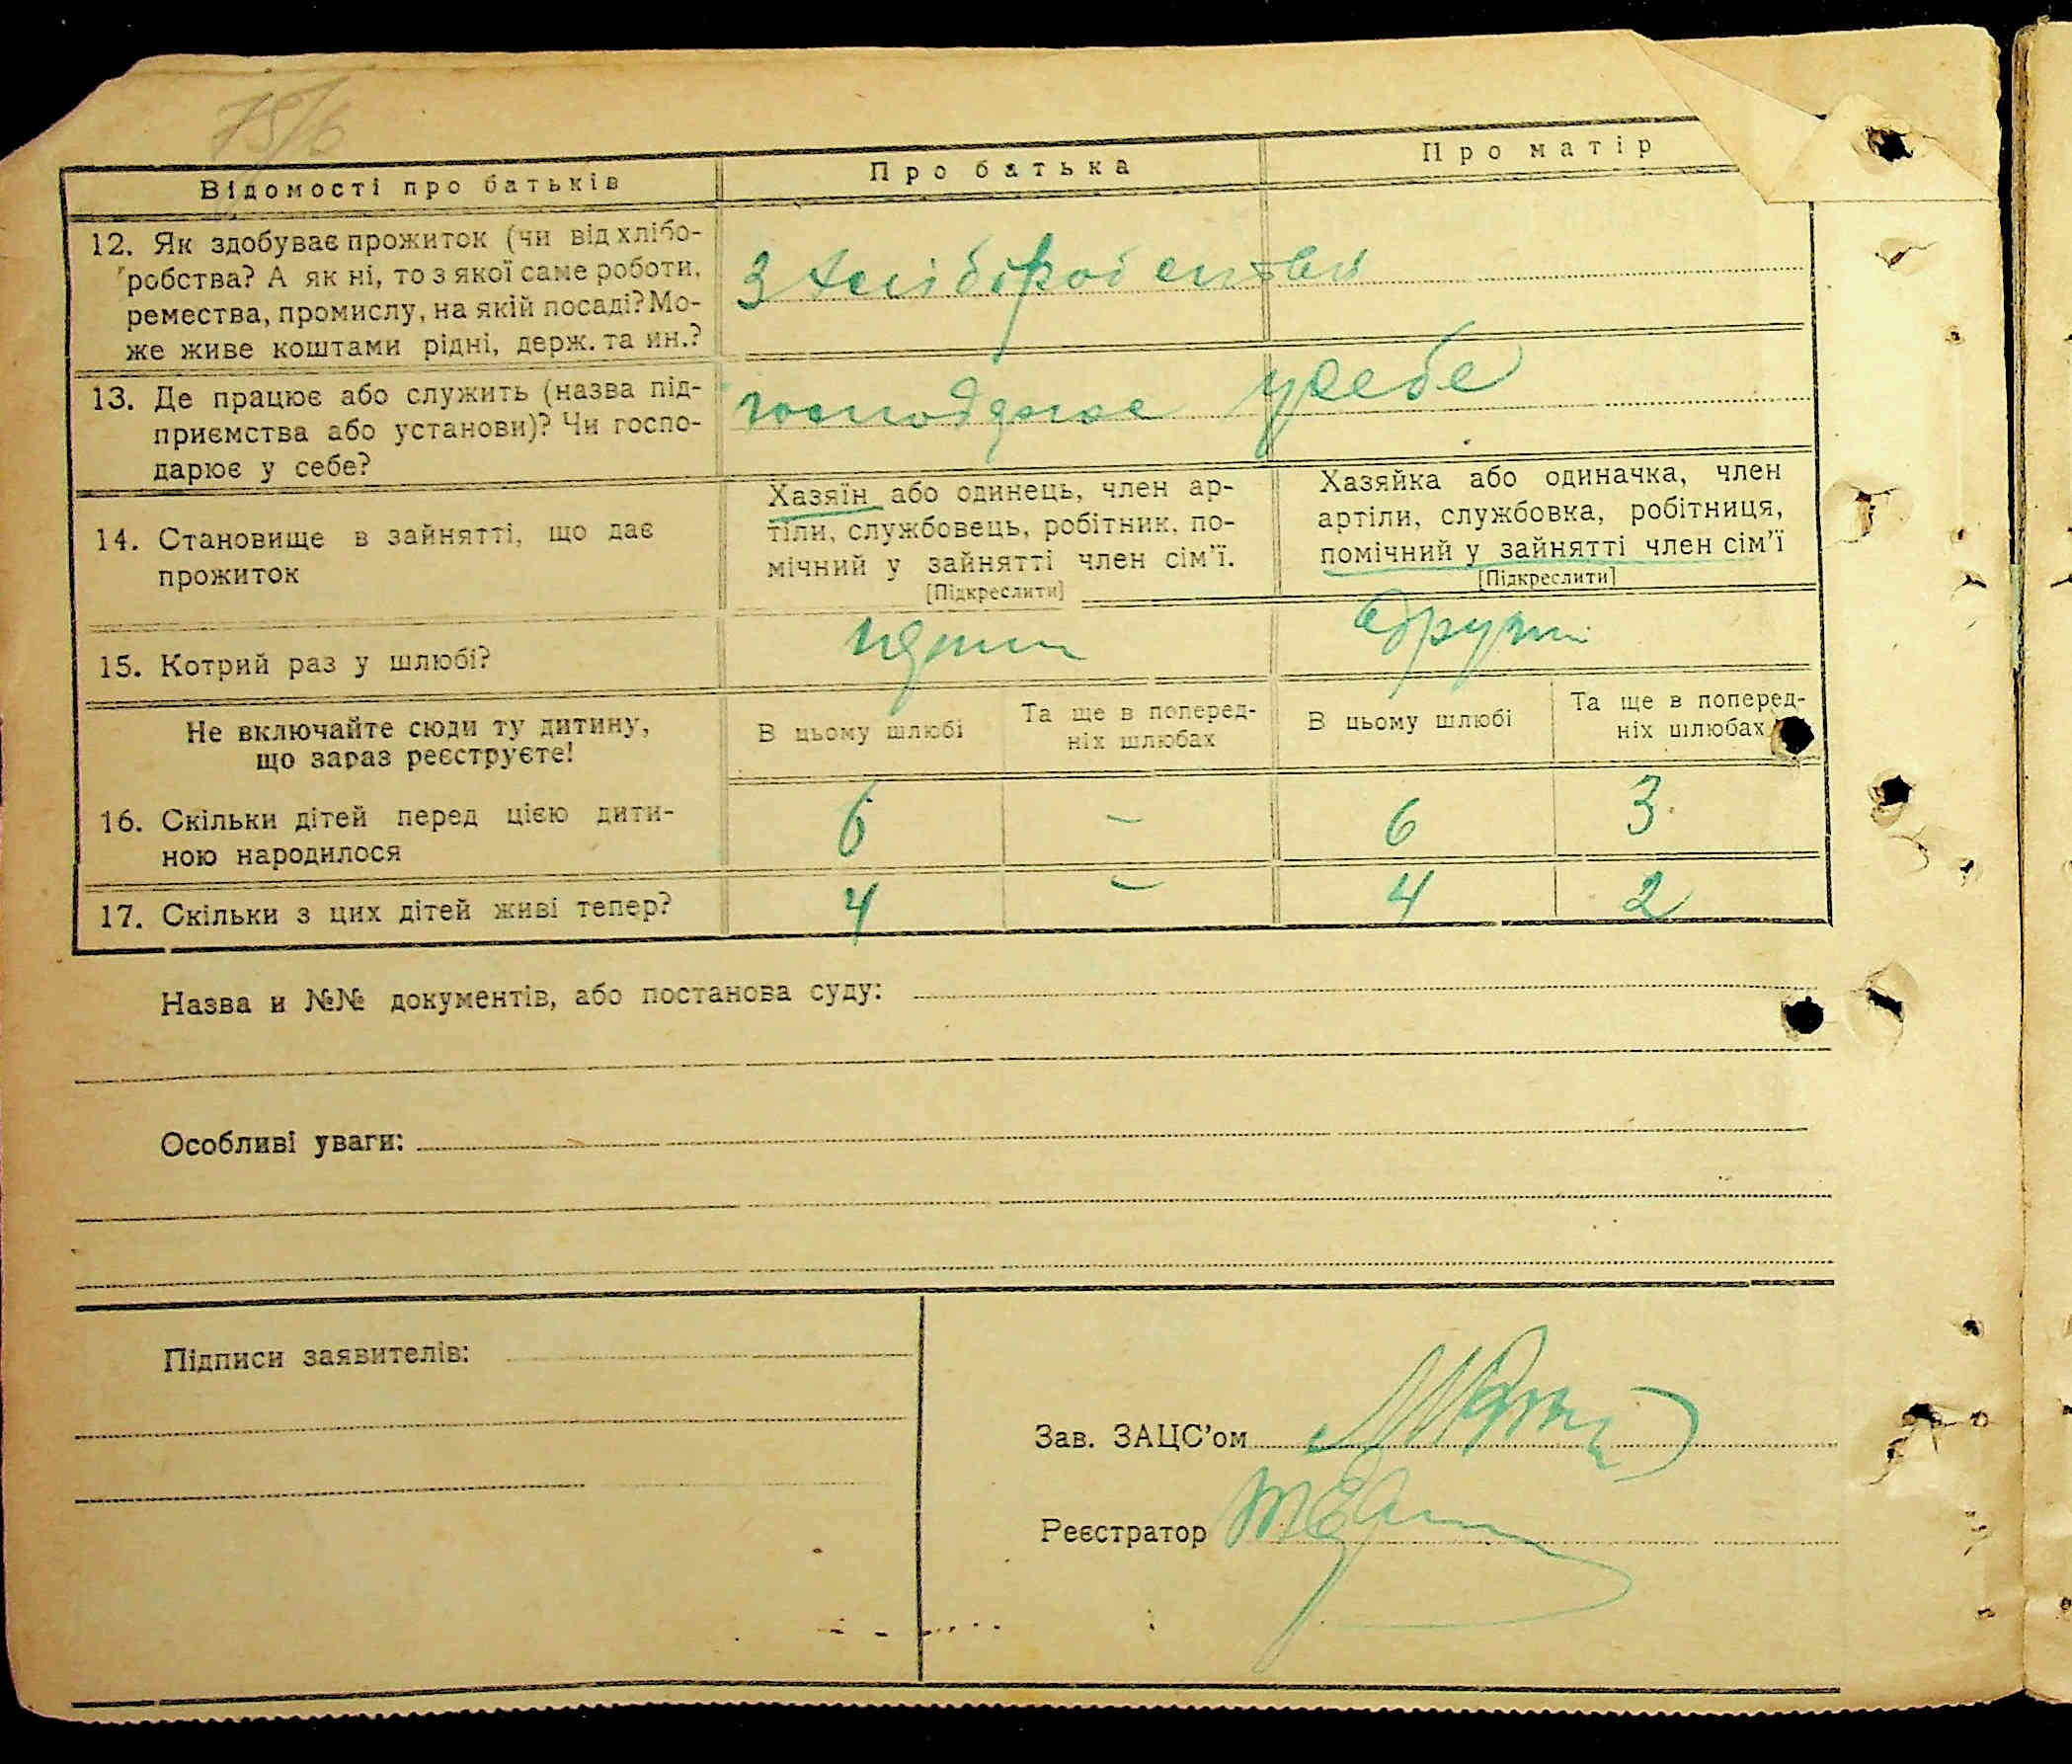 75/6
Відомості про батьків
Про батька
Про матір
12. Як здобуває прожиток (чи від хлібо-
робства? А як ні, то з якої саме роботи,
ремества, промислу, на якій посаді? Мо-
же живе коштами рідні, держ. та ин.?
З хліборобства
13. Де працює або служить (назва під-
приємства або установи)? Чи госпо-
дарює у себе?
господарює у себе
14. Становище в зайнятті, що дає
прожиток
Хазяїн або одинець, член ар-
тіли, службовець, робітник, по-
мічний у зайнятті член сім'ї.
[Підкреслити]
Хазяйка або одиначка, член
артіли, службовка, робітниця,
помічний у зайнятті член сім'ї
[Підкреслити]
15. Котрий раз у шлюбі?
другий
Не включайте сюди ту дитину,
що зараз реєструєте!
В цьому шлюбі
Та ще в поперед-
ніх шлюбах
В цьому шлюбі
Та ще в поперед-
ніх шлюбах
16. Скільки дітей перед цією дити-
ною народилося
6 – 6 3
17. Скільки з цих дітей живі тепер?
4 – 4 2
Назва и №№ документів, або постанова суду:
Особливі уваги:
Підписи заявителів:
Зав. ЗАЦС'ом
Реєстратор